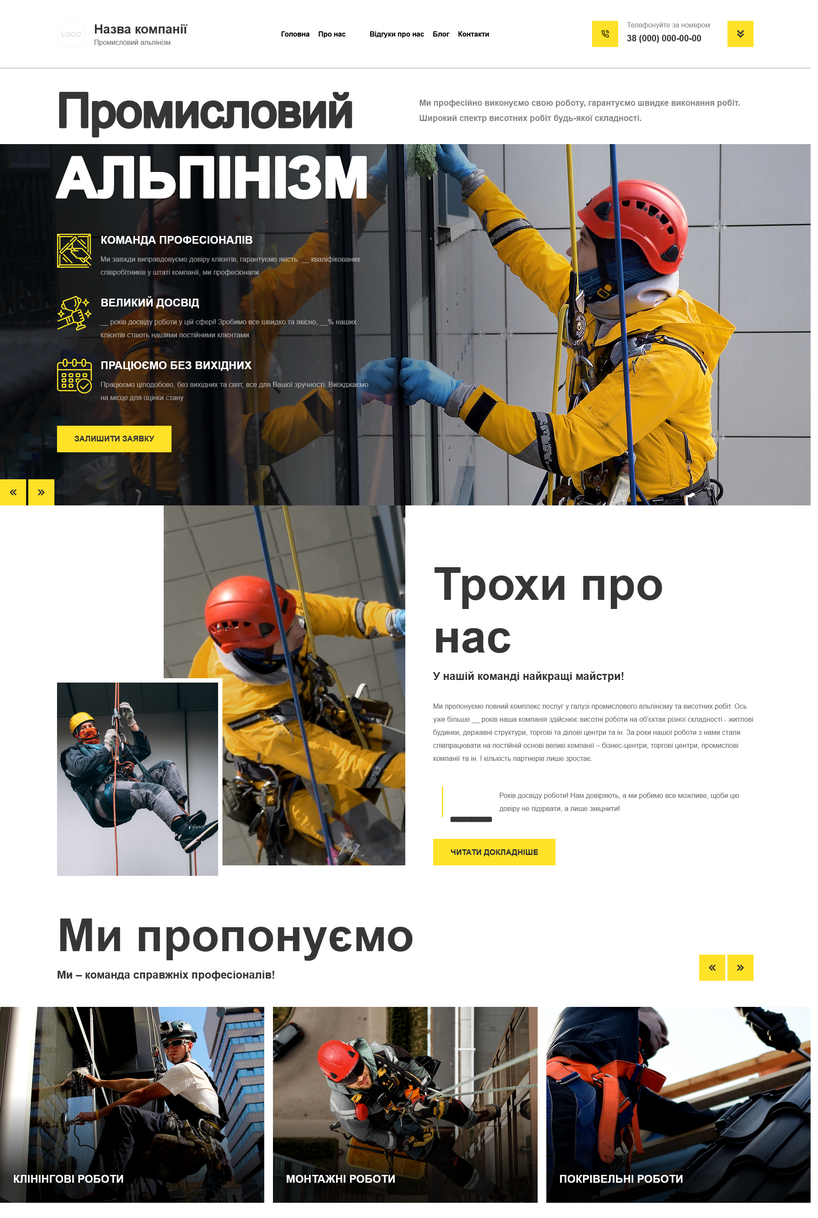 LOGO
Назва компанії
Промисловий альпінізм
Головна Про нас Відгуки про нас Блог Контакти
Телефонуйте за номером
38 (000) 000-00-00
Промисловий
АЛЬПІНІЗМ
Ми професійно виконуємо свою роботу, гарантуємо швидке виконання робіт.
Широкий спектр висотних робіт будь-якої складності.
КОМАНДА ПРОФЕСІОНАЛІВ
Ми завжди виправдовуємо довіру клієнтів, гарантуємо якість. __ кваліфікованих
співробітників у штаті компанії, ми професіонали
ВЕЛИКИЙ ДОСВІД
__ років досвіду роботи у цій сфері! Зробимо все швидко та якісно, __% наших
клієнтів стають нашими постійними клієнтами
ПРАЦЮЄМО БЕЗ ВИХІДНИХ
Працюємо цілодобово, без вихідних та свят, все для Вашої зручності. Виїжджаємо
на місце для оцінки стану
ЗАЛИШИТИ ЗАЯВКУ
Трохи про
нас
У нашій команді найкращі майстри!
Ми пропонуємо повний комплекс послуг у галузі промислового альпінізму та висотних робіт. Ось
уже більше __ років наша компанія здійснює висотні роботи на об'єктах різної складності - житлові
будинки, державні структури, торгові та ділові центри та ін. За роки нашої роботи з нами стали
співпрацювати на постійній основі великі компанії – бізнес-центри, торгові центри, промислові
компанії та ін. І кількість партнерів лише зростає.
__
Років досвіду роботи! Нам довіряють, а ми робимо все можливе, щоби цю
довіру не підірвати, а лише зміцнити!
ЧИТАТИ ДОКЛАДНІШЕ
Ми пропонуємо
Ми – команда справжніх професіоналів!
КЛІНІНГОВІ РОБОТИ
МОНТАЖНІ РОБОТИ
ПОКРІВЕЛЬНІ РОБОТИ